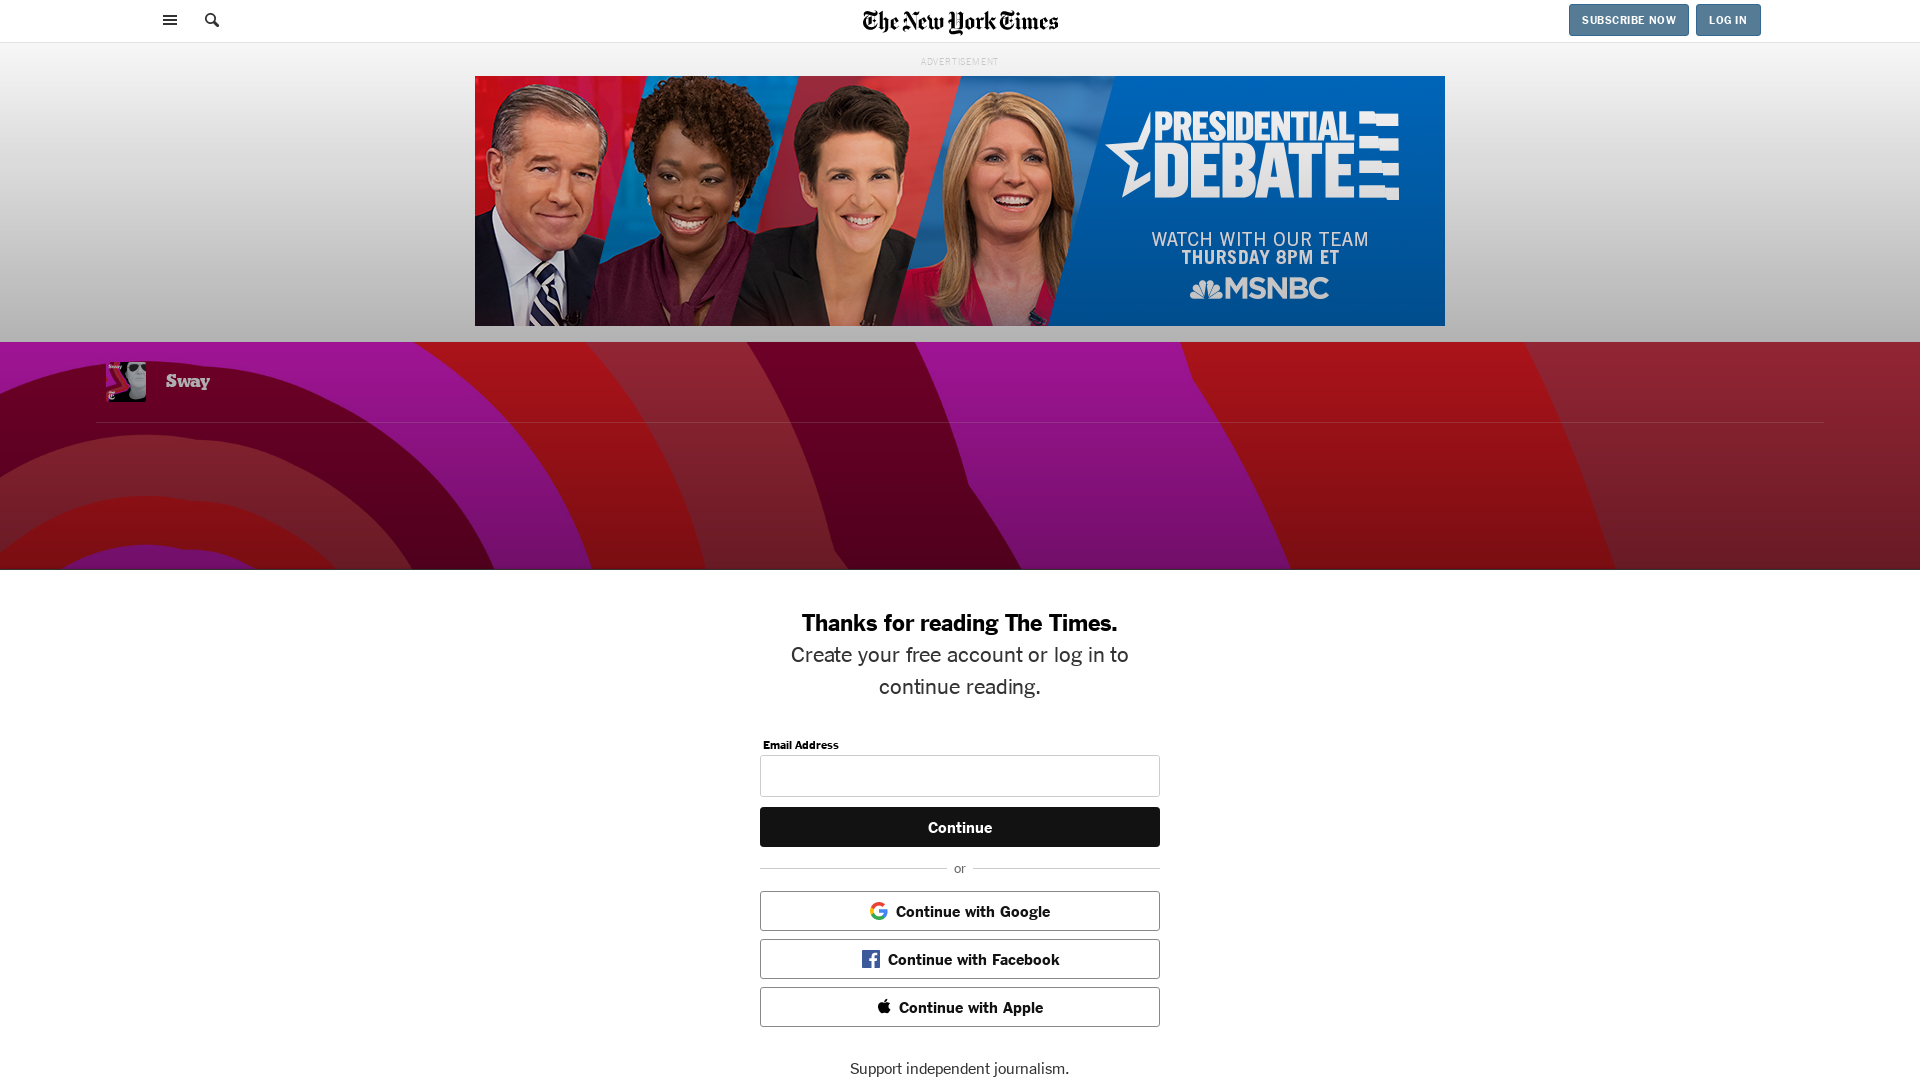 The New York Times
SUBSCRIBE NOW
LOG IN
ADVERTISEMENT
PRESIDENTIAL
DEBATE
WATCH WITH OUR TEAM
THURSDAY 8PM ET
MSNBC
Sway
Thanks for reading The Times.
Create your free account or log in to
continue reading.
Email Address
Continue
or
Continue with Google
Continue with Facebook
Continue with Apple
Support independent journalism.